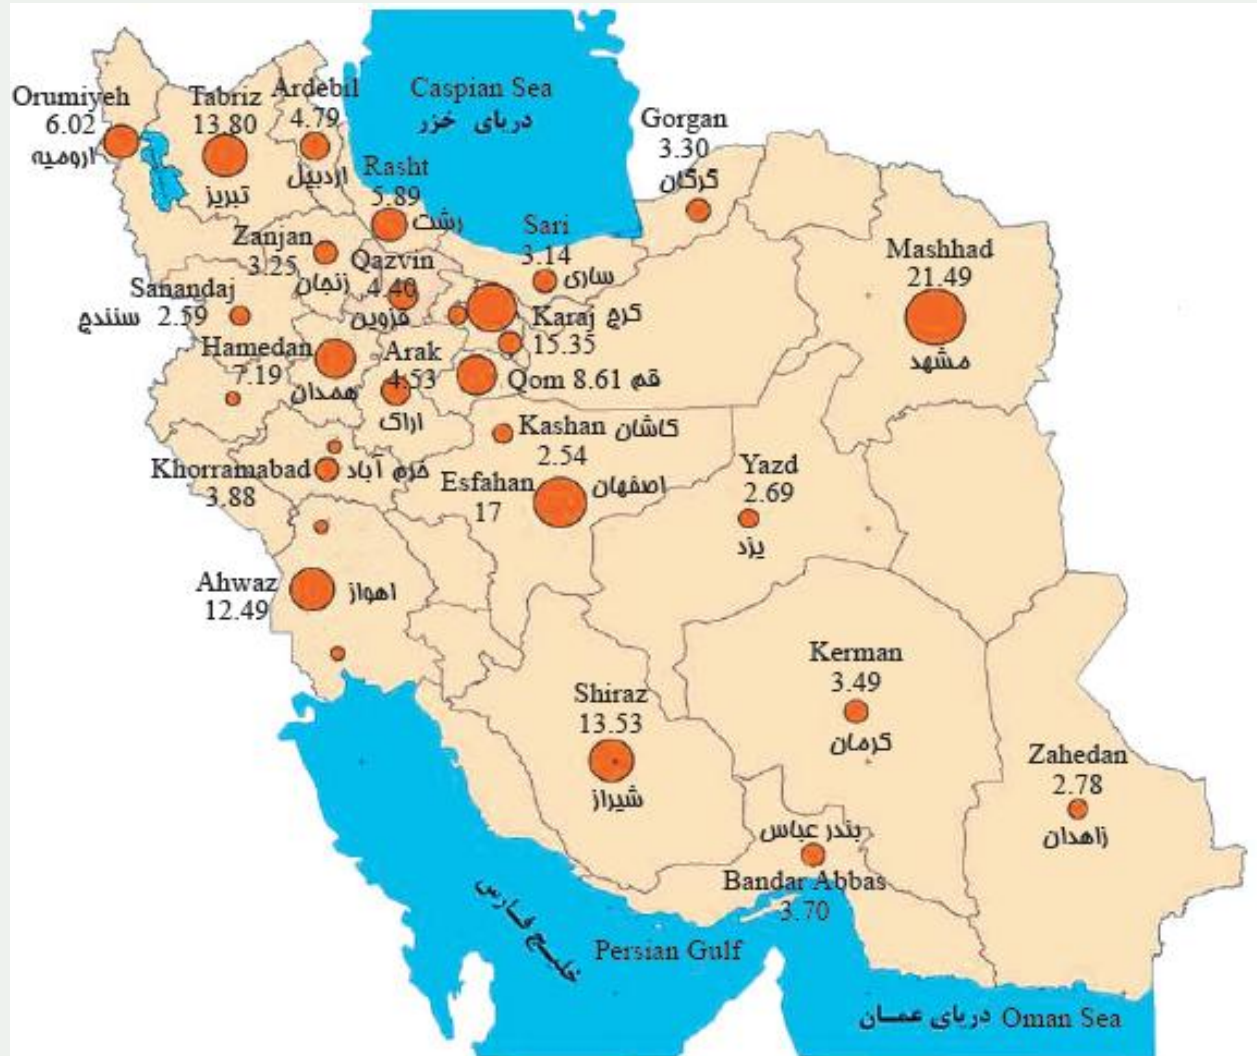 Caspian Sea
دریای خزر
Orumiyeh
6.02
ارومیه
Tabriz
13.80
تبریز
Ardebil
4.79
اردبیل
Rasht
5.89
رشت
Gorgan
3.30
گرگان
Sari
3.14
ساری
Zanjan
3.25
زنجان
Qazvin
4.40
قزوین
Mashhad
21.49
مشهد
Sanandaj
2.59 سنندج
Karaj کرج
15.35
Hamedan
7.19
همدان
Arak
4.53
اراک
Qom 8.61 قم
Kashan کاشان
2.54
Khorramabad خرم آباد
3.88
Esfahan اصفهان
17
Yazd
2.69
یزد
Ahwaz اهواز
12.49
Kerman
3.49
کرمان
Shiraz
13.53
شیراز
Zahedan
2.78
زاهدان
بندر عباس
Bandar Abbas
3.70
خلیج فارس
Persian Gulf
دریای عمان Oman Sea